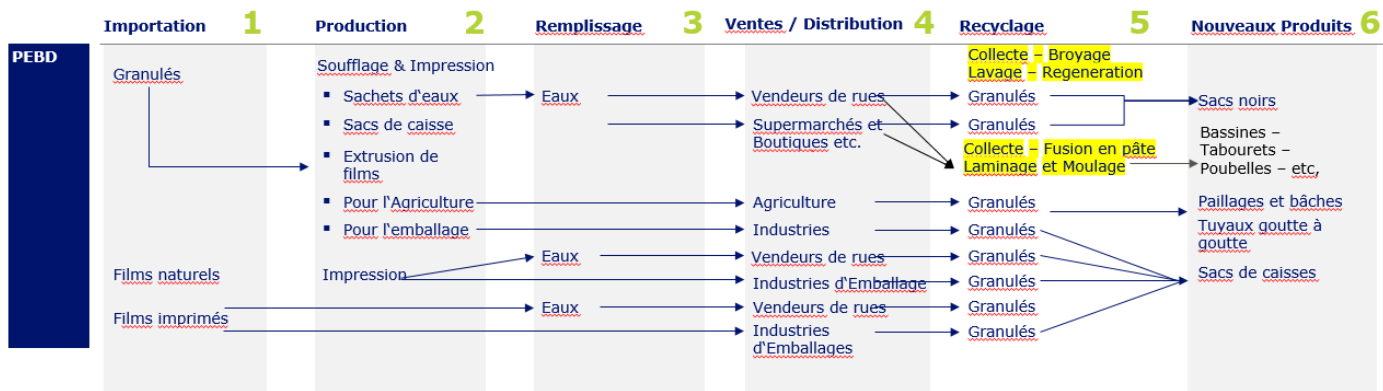 Importation 1 Production 2 Remplissage 3 Ventes / Distribution 4 Recyclage 5 Nouveaux Produits 6
PEBD
Granulés
Films naturels
Films imprimés
Soufflage & Impression
▪ Sachets d'eaux
▪ Sacs de caisse
▪ Extrusion de
films
▪ Pour l'Agriculture
▪ Pour l'emballage
Impression
Eaux
Eaux
Eaux
Vendeurs de rues
Supermarchés et
Boutiques etc.
Agriculture
Industries
Vendeurs de rues
Industries d'Emballage
Vendeurs de rues
Industries
d'Emballages
Collecte – Broyage
Lavage – Regeneration
Granulés
Granulés
Collecte – Fusion en pâte
Laminage et Moulage
Granulés
Granulés
Granulés
Granulés
Granulés
Granulés
Sacs noirs
Bassines –
Tabourets –
Poubelles – etc,
Paillages et bâches
Tuyaux goutte à
goutte
Sacs de caisses